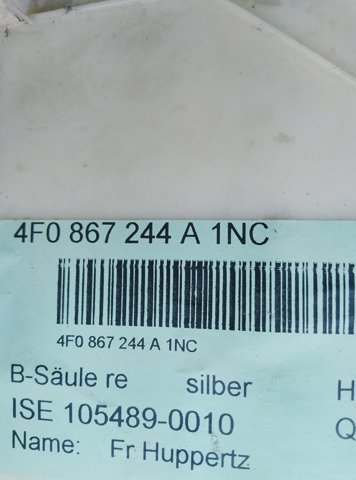 4F0 867 244 A 1NC
4F0 867 244 A 1NC
B-Säule re silber H
ISE 105489-0010 Q
Name: Fr Huppertz